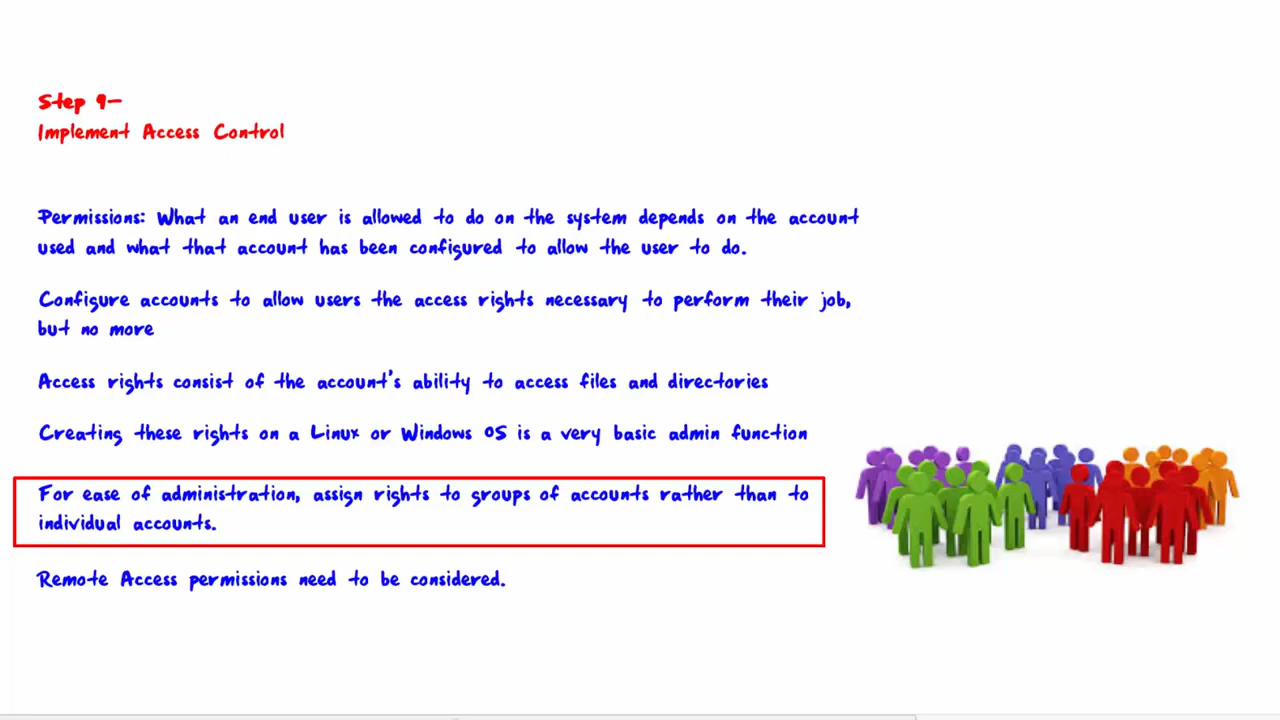 Step 9-
Implement Access Control
Permissions: What an end user is allowed to do on the system depends on the account
used and what that account has been configured to allow the user to do.
Configure accounts to allow users the access rights necessary to perform their job,
but no more
Access rights consist of the account's ability to access files and directories
Creating these rights on a Linux or Windows OS is a very basic admin function
For ease of administration, assign rights to groups of accounts rather than to
individual accounts.
Remote Access permissions need to be considered.